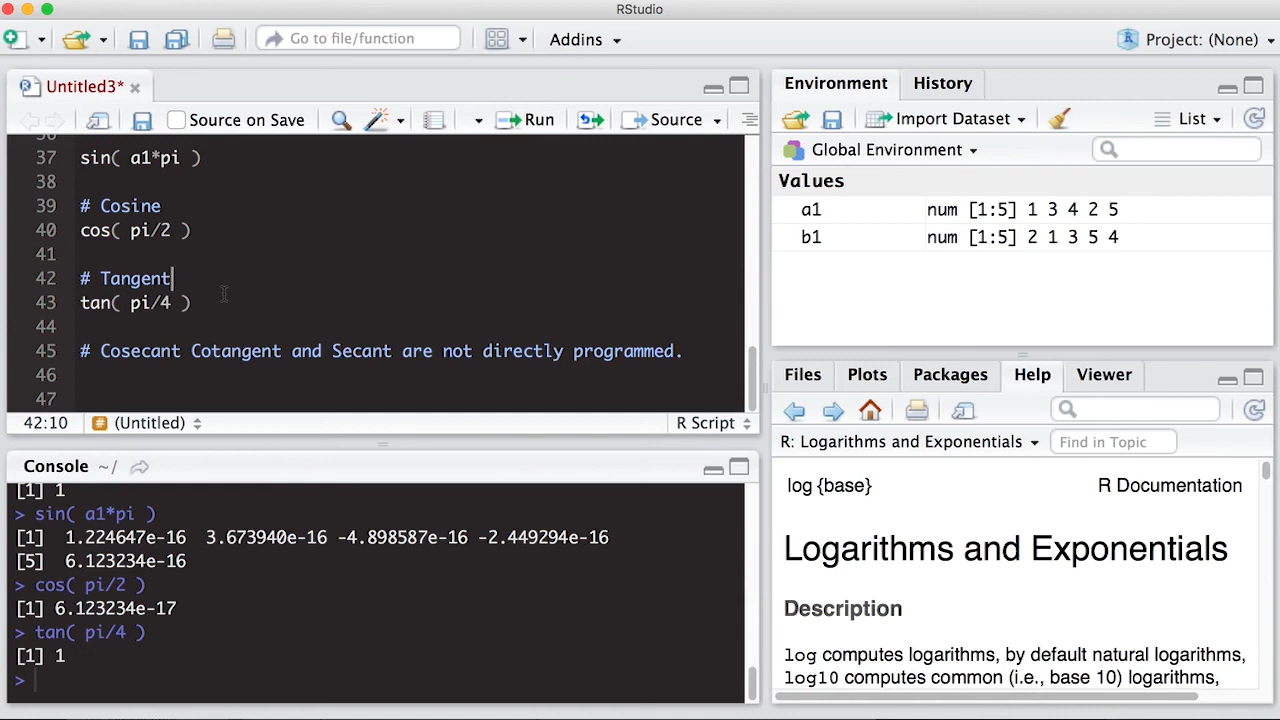 RStudio
Go to file/function
Addins
Project: (None)
Untitled3*
Source on Save
Run
Source
37 sin( a1*pi )
38
39 # Cosine
40 cos( pi/2 )
41
42 # Tangent
43 tan( pi/4 )
44
45 # Cosecant Cotangent and Secant are not directly programmed.
46
47
42:10 # (Untitled) R Script
Console ~/
[1] 1
> sin( a1*pi )
[1] 1.224647e-16 3.673940e-16 -4.898587e-16 -2.449294e-16
[5] 6.123234e-16
> cos( pi/2 )
[1] 6.123234e-17
> tan( pi/4 )
[1] 1
>
Environment History
Import Dataset List
Global Environment
Values
a1 num [1:5] 1 3 4 2 5
b1 num [1:5] 2 1 3 5 4
Files Plots Packages Help Viewer
R: Logarithms and Exponentials Find in Topic
log {base} R Documentation
Logarithms and Exponentials
Description
log computes logarithms, by default natural logarithms,
log10 computes common (i.e., base 10) logarithms,